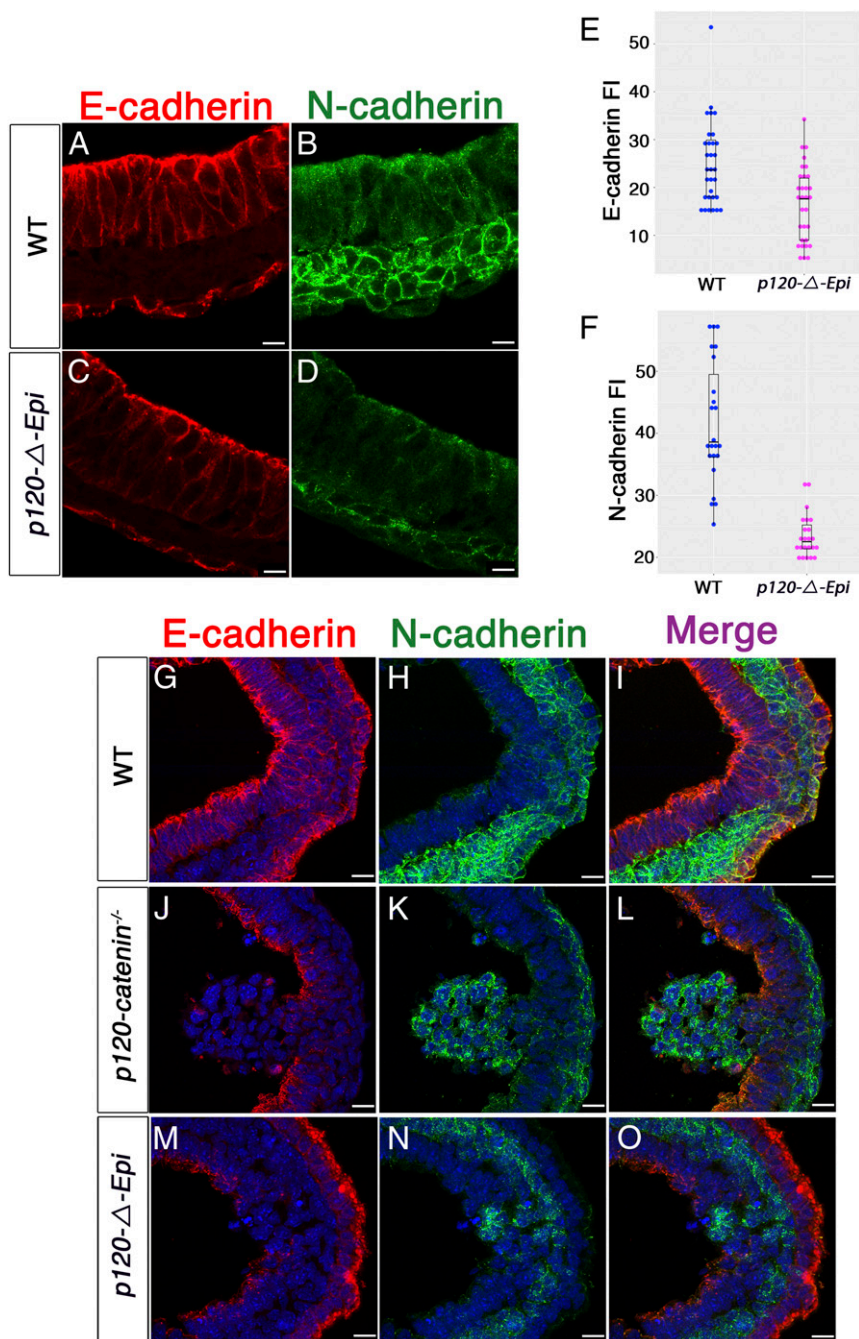 E-cadherin N-cadherin
A B
WT
C D
p120-Δ-Epi
E
E-cadherin FI
50
40
30
20
10
WT p120-Δ-Epi
F
N-cadherin FI
50
40
30
20
WT p120-Δ-Epi
E-cadherin N-cadherin Merge
G H I
WT
J K L
p120-catenin⁻/⁻
M N O
p120-Δ-Epi